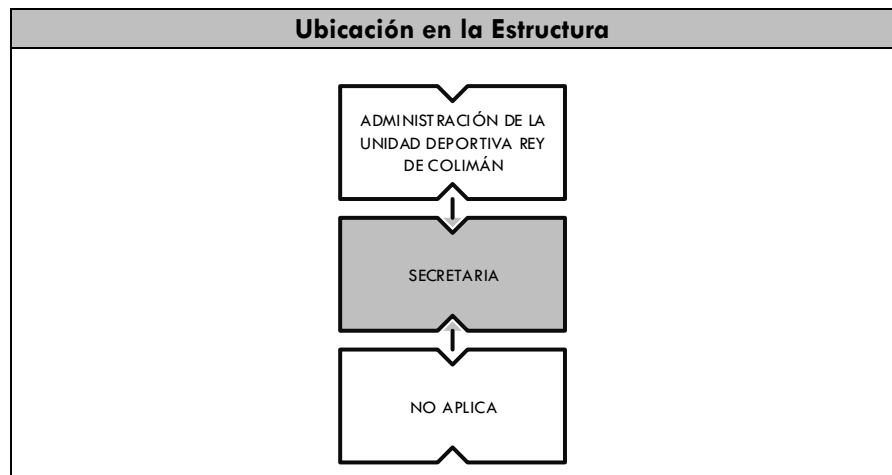 Ubicación en la Estructura
ADMINISTRACIÓN DE LA
UNIDAD DEPORTIVA REY
DE COLIMÁN
SECRETARIA
NO APLICA